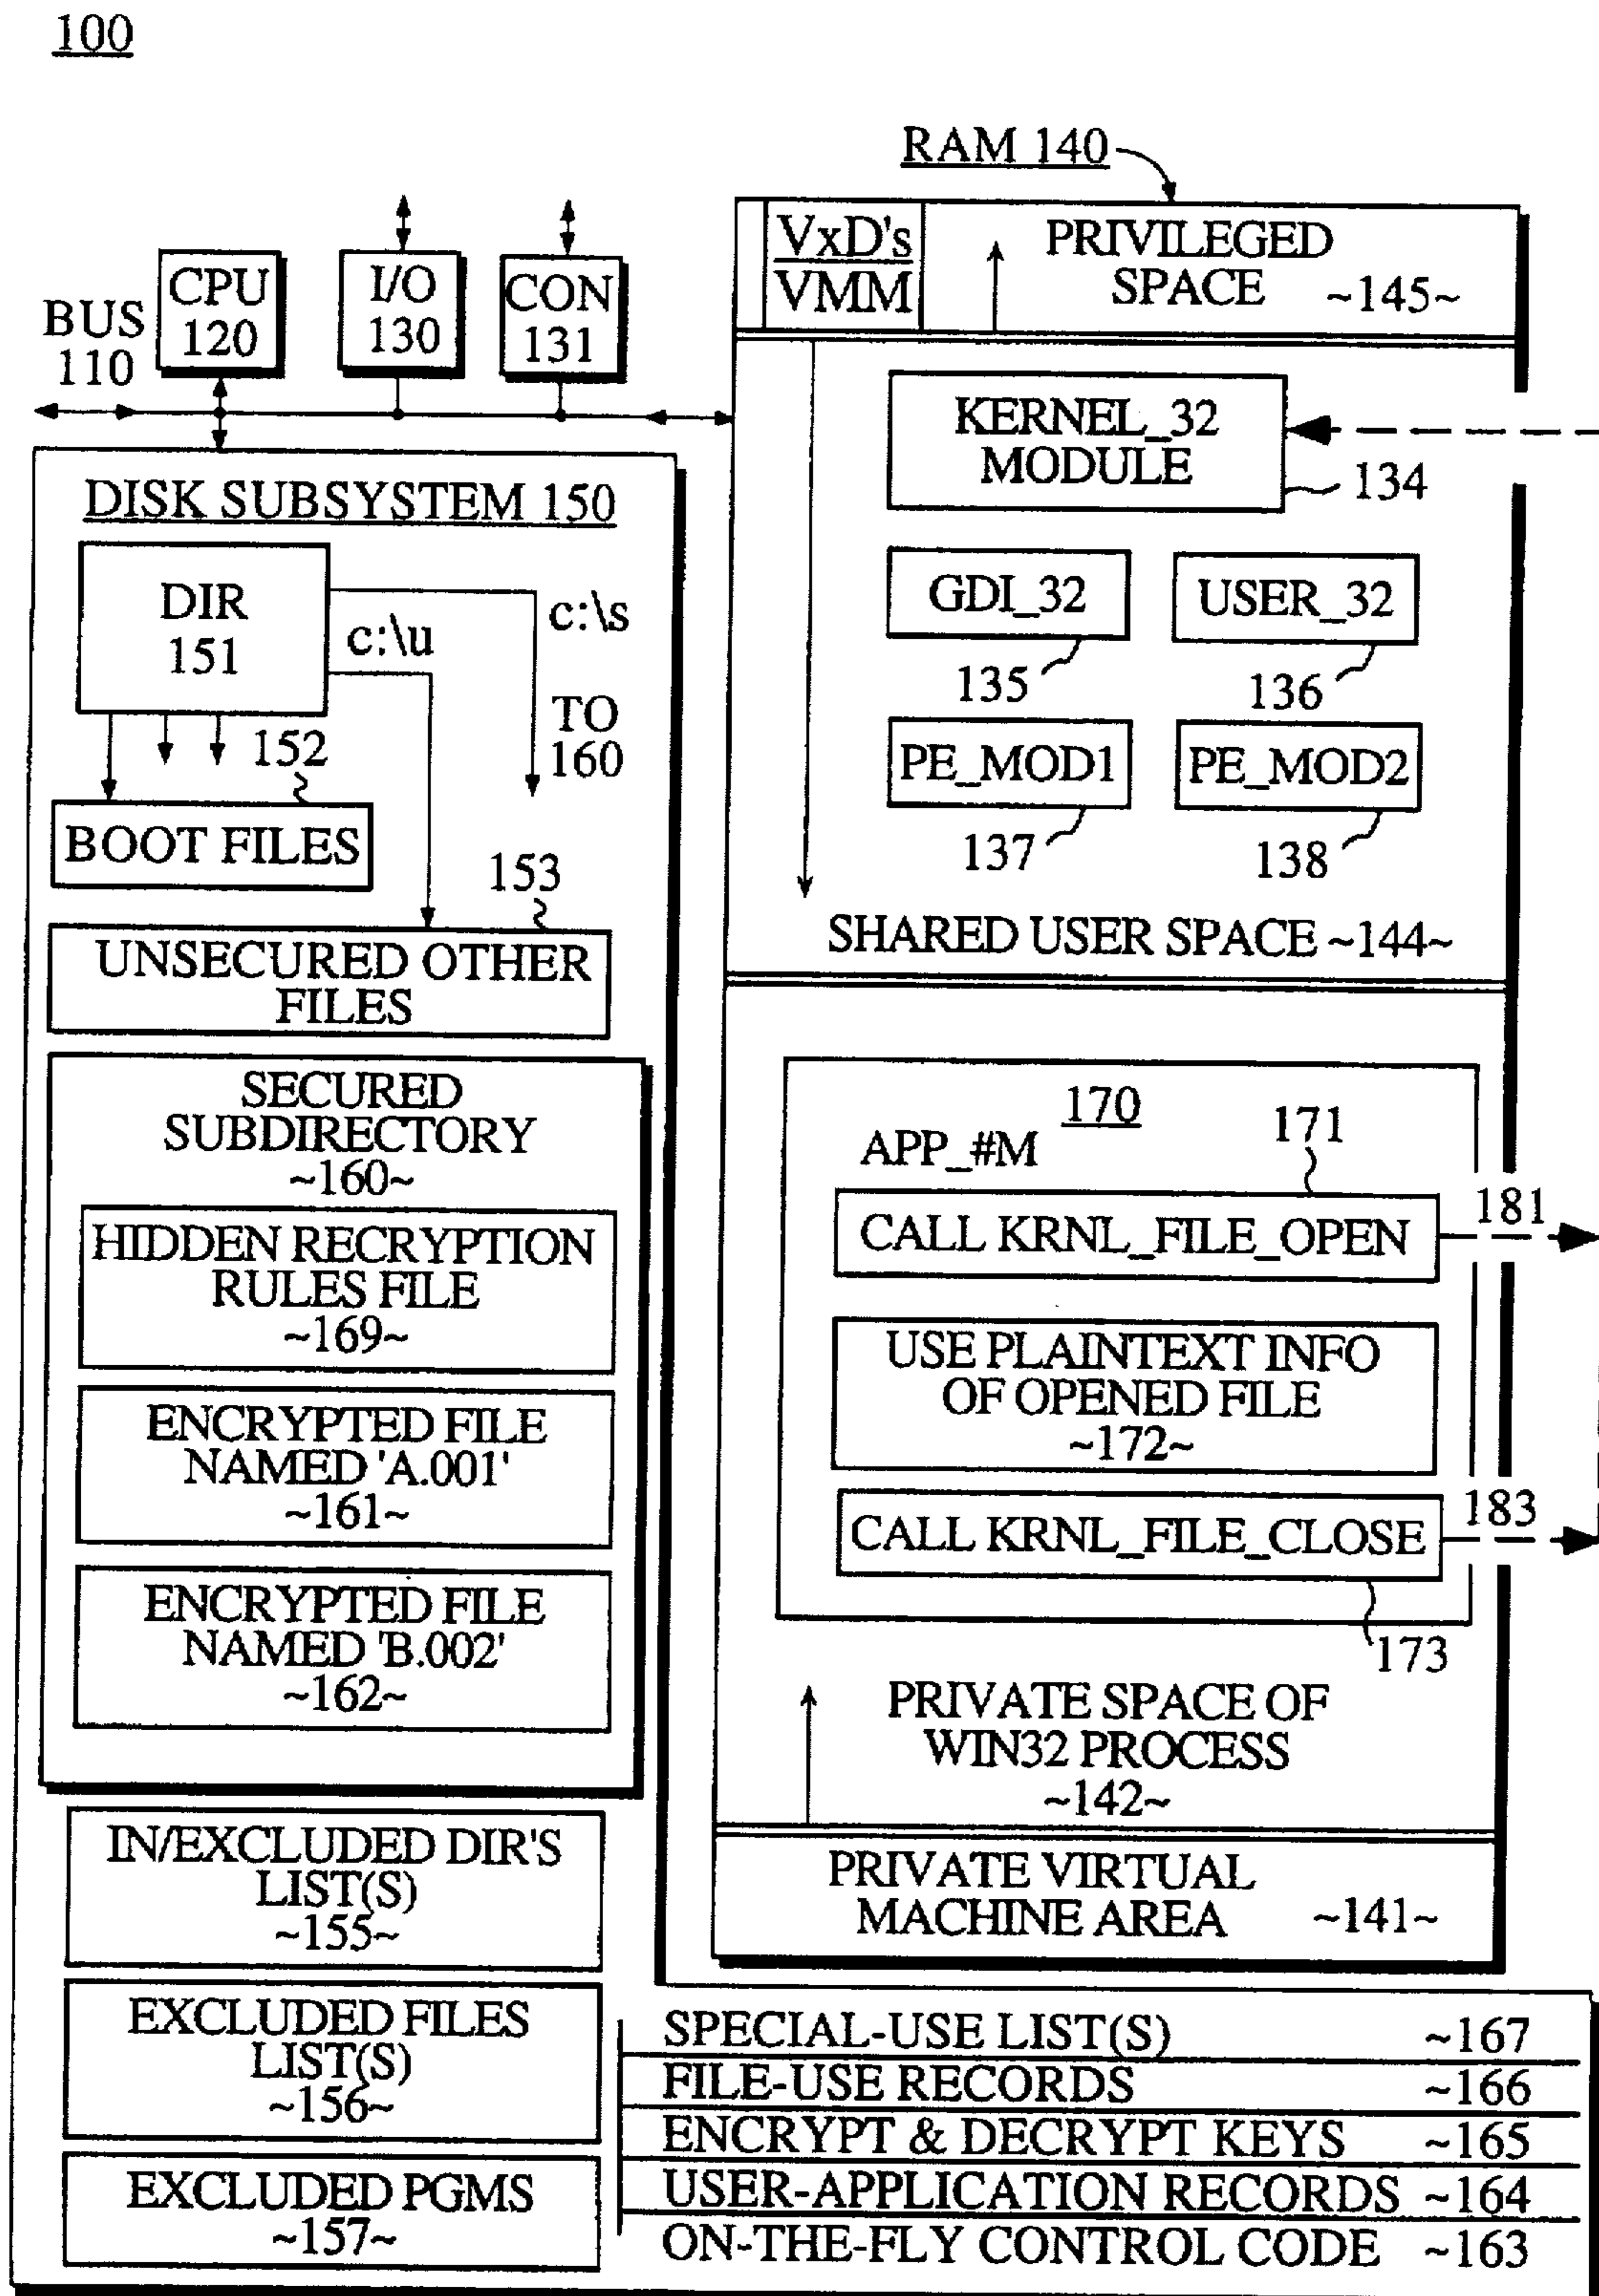 100
RAM 140
VxD's
VMM
PRIVILEGED
SPACE ~145~
BUS
110
CPU
120
I/O
130
CON
131
KERNEL_32
MODULE
134
GDI_32
135
USER_32
136
PE_MOD1
137
PE_MOD2
138
SHARED USER SPACE ~144~
DISK SUBSYSTEM 150
DIR
151
c:\u
c:\s
TO
160
152
BOOT FILES
153
UNSECURED OTHER
FILES
SECURED
SUBDIRECTORY
~160~
HIDDEN RECRYPTION
RULES FILE
~169~
ENCRYPTED FILE
NAMED 'A.001'
~161~
ENCRYPTED FILE
NAMED 'B.002'
~162~
170
APP_#M
171
CALL KRNL_FILE_OPEN
181
USE PLAINTEXT INFO
OF OPENED FILE
~172~
CALL KRNL_FILE_CLOSE
183
173
PRIVATE SPACE OF
WIN32 PROCESS
~142~
PRIVATE VIRTUAL
MACHINE AREA ~141~
IN/EXCLUDED DIR'S
LIST(S)
~155~
EXCLUDED FILES
LIST(S)
~156~
EXCLUDED PGMS
~157~
SPECIAL-USE LIST(S) ~167
FILE-USE RECORDS ~166
ENCRYPT & DECRYPT KEYS ~165
USER-APPLICATION RECORDS ~164
ON-THE-FLY CONTROL CODE ~163